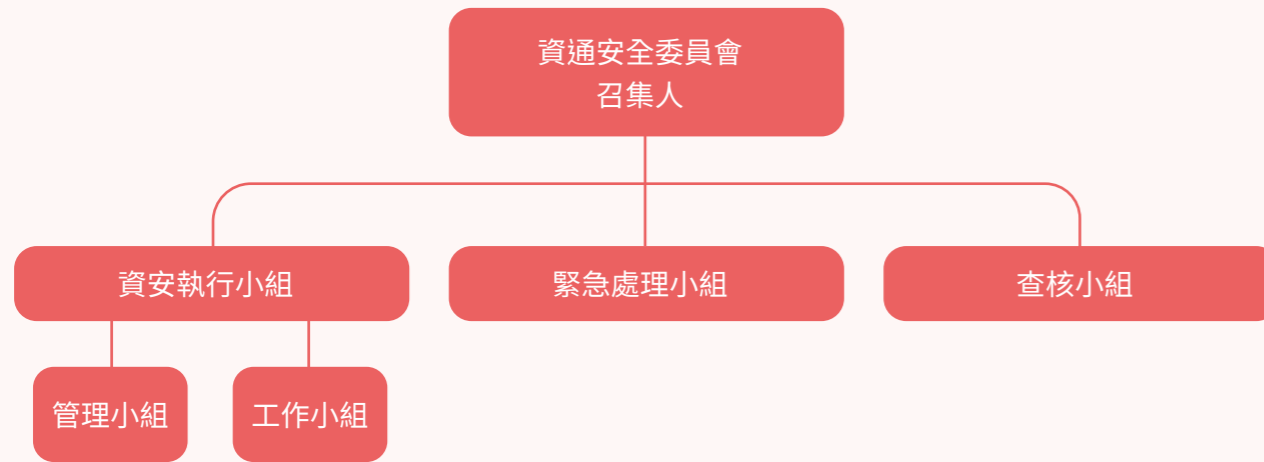 資通安全委員會
召集人
資安執行小組
緊急處理小組
查核小組
管理小組
工作小組